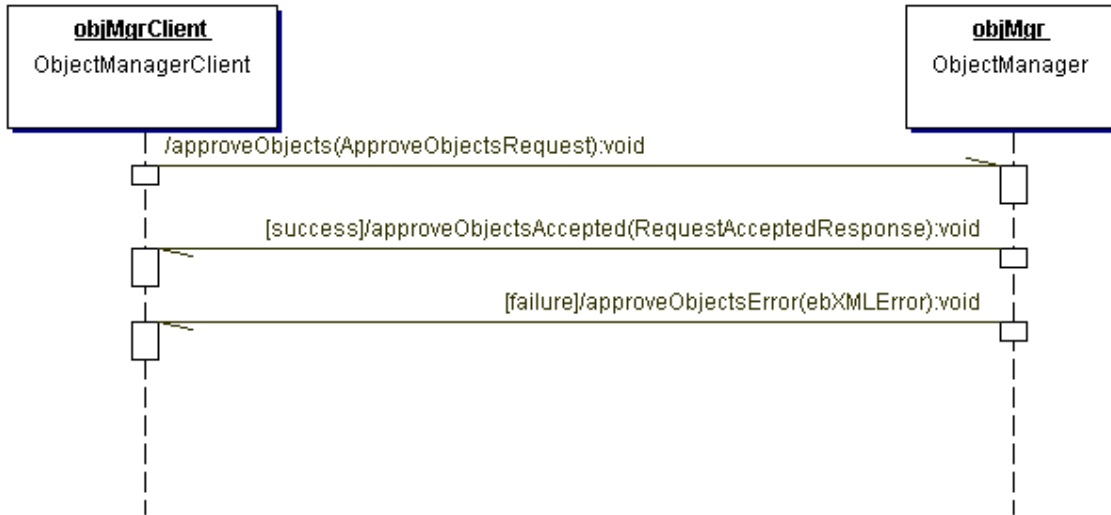 objMgrClient
ObjectManagerClient
objMgr
ObjectManager
/approveObjects(ApproveObjectsRequest):void
[success]/approveObjectsAccepted(RequestAcceptedResponse):void
[failure]/approveObjectsError(ebXMLError):void